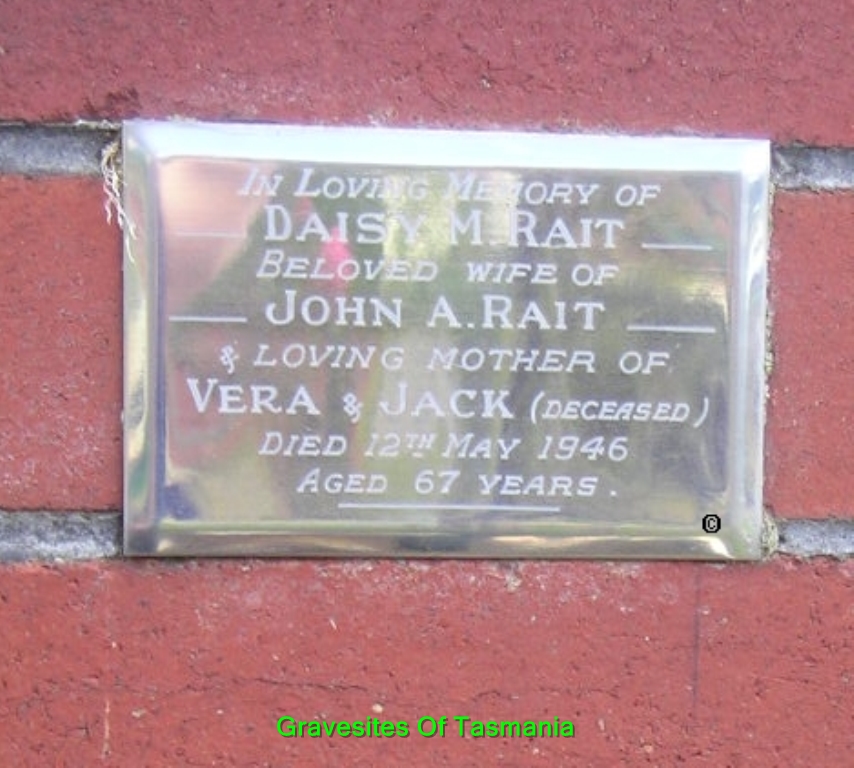 In Loving Memory of
Daisy M. Rait
Beloved wife of
John A. Rait
& loving mother of
Vera & Jack (deceased)
Died 12th May 1946
Aged 67 years.
©
Gravesites Of Tasmania